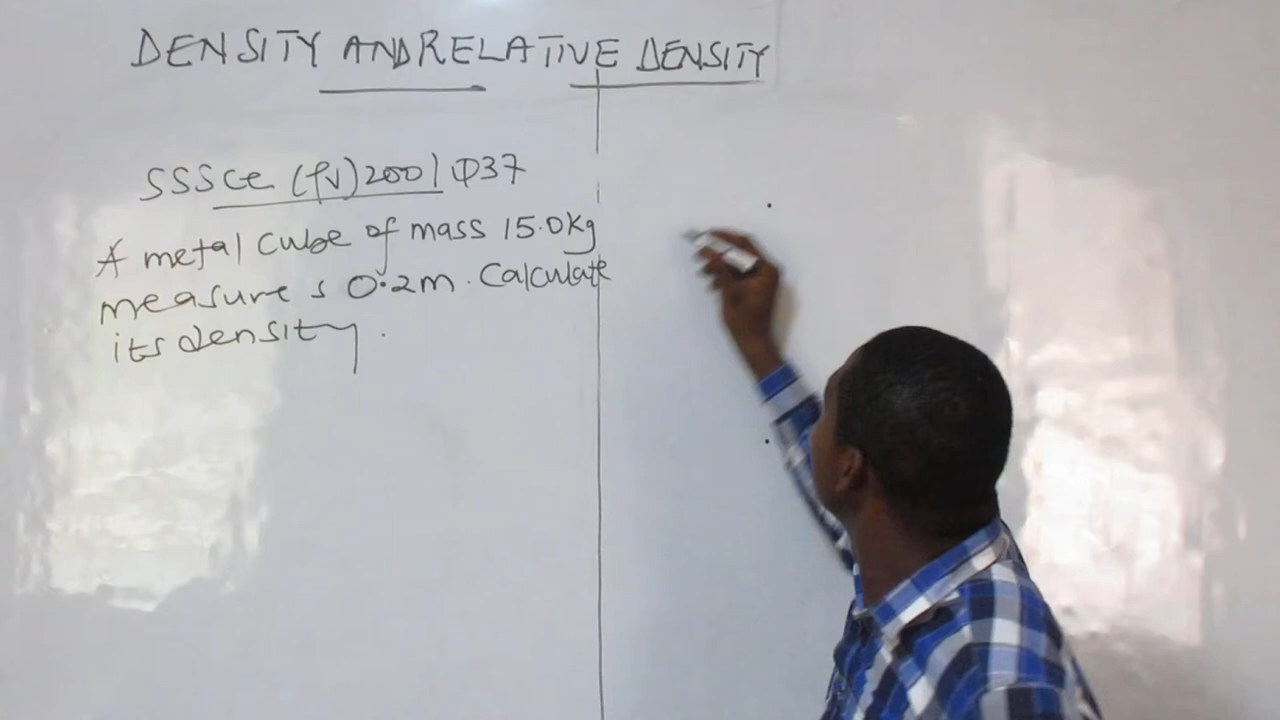 DENSITY AND RELATIVE DENSITY
SSSCe (PV) 2001 Q37
A metal cube of mass 15.0kg
measures 0.2m. Calculate
its density.